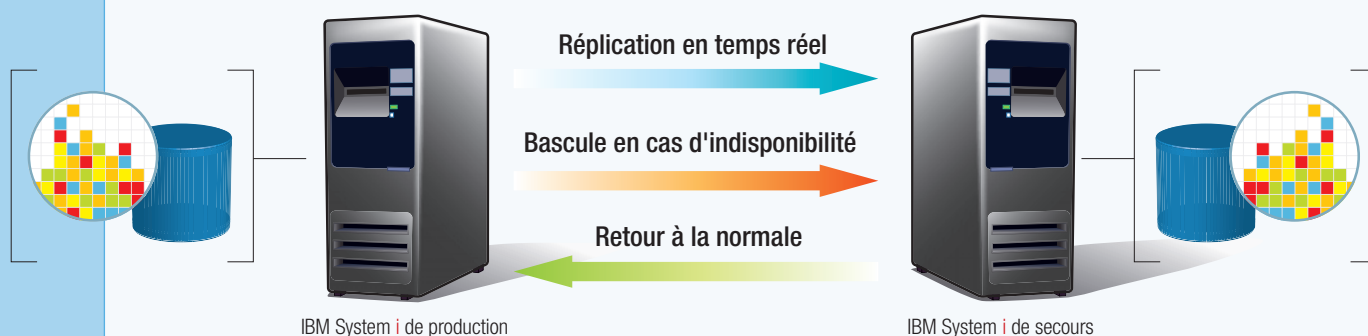 Réplication en temps réel
Bascule en cas d'indisponibilité
Retour à la normale
IBM System i de production
IBM System i de secours